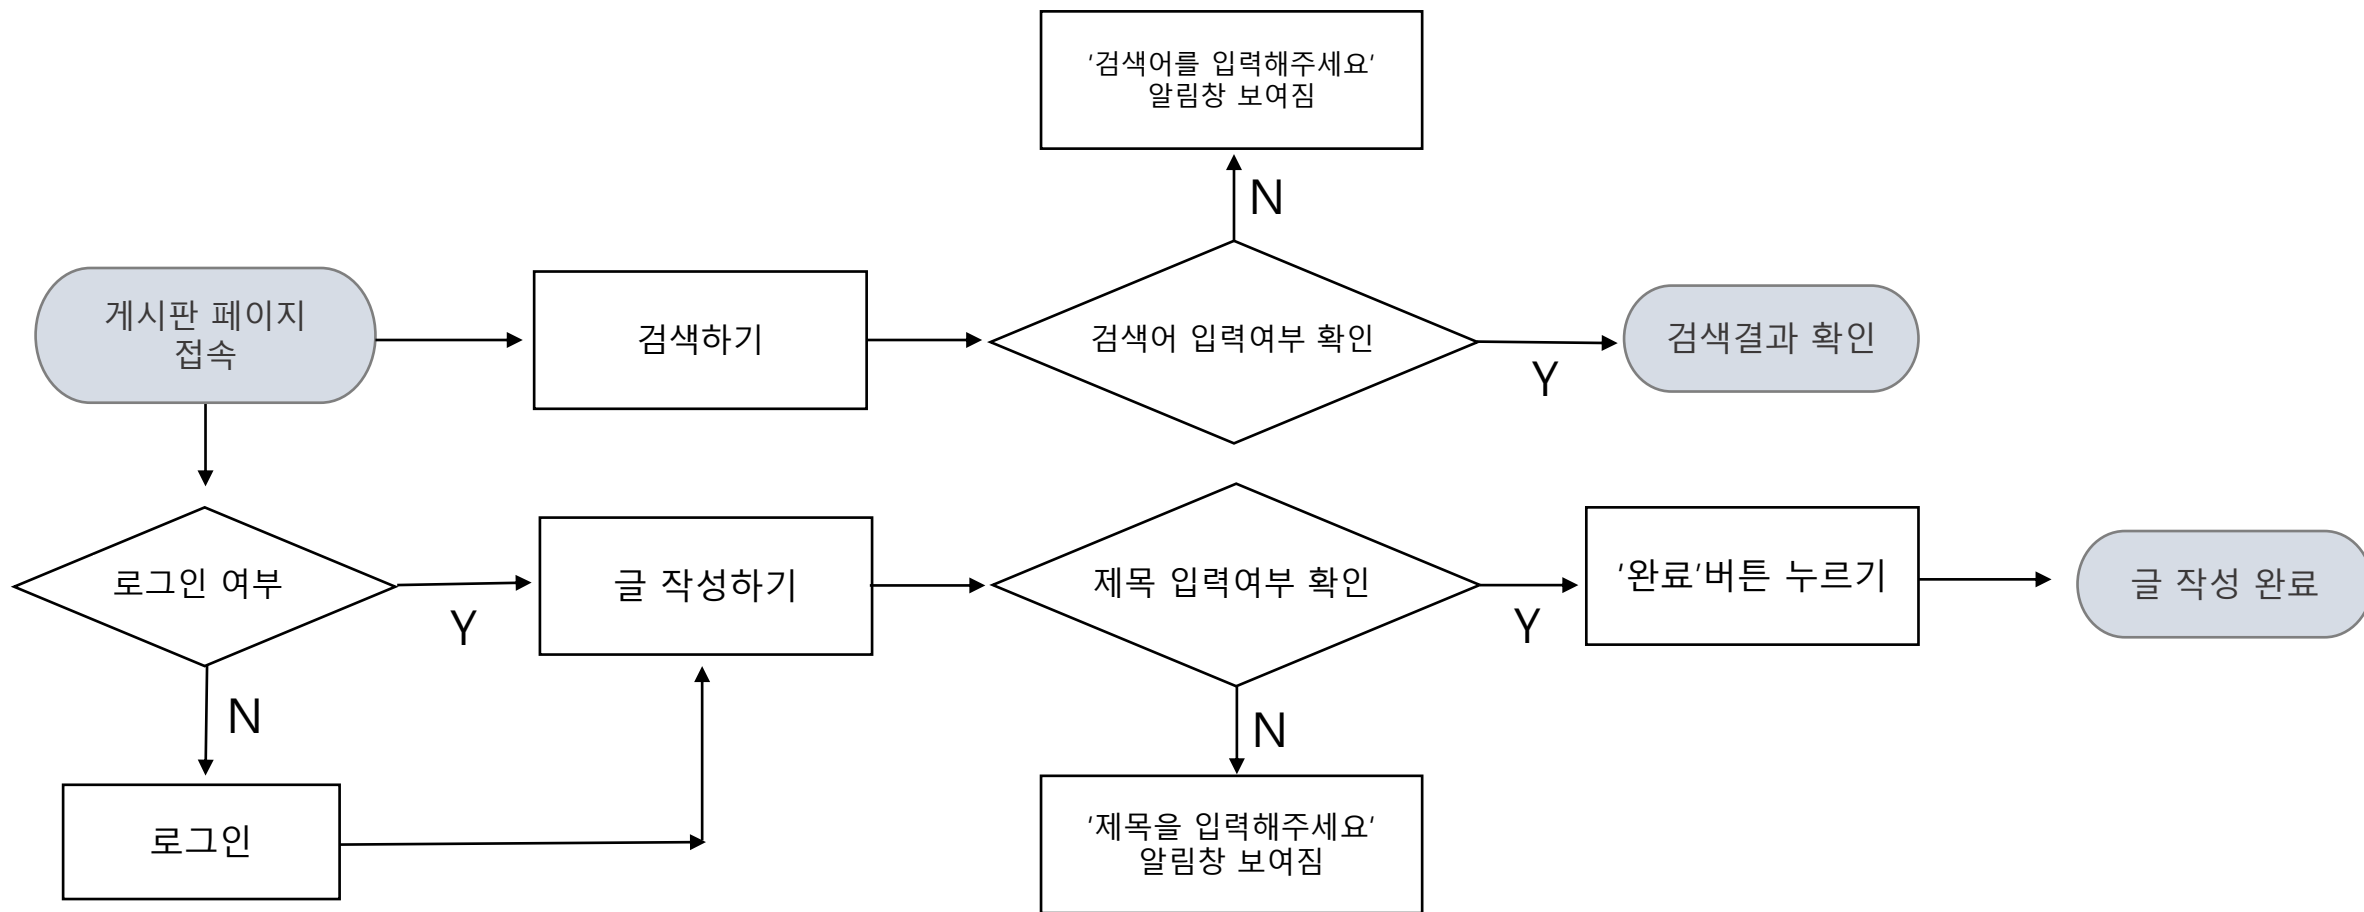 '검색어를 입력해주세요'
알림창 보여짐
N
게시판 페이지
접속
검색하기
검색어 입력여부 확인
Y
검색결과 확인
로그인 여부
Y
글 작성하기
제목 입력여부 확인
Y
'완료'버튼 누르기
글 작성 완료
N
로그인
N
'제목을 입력해주세요'
알림창 보여짐